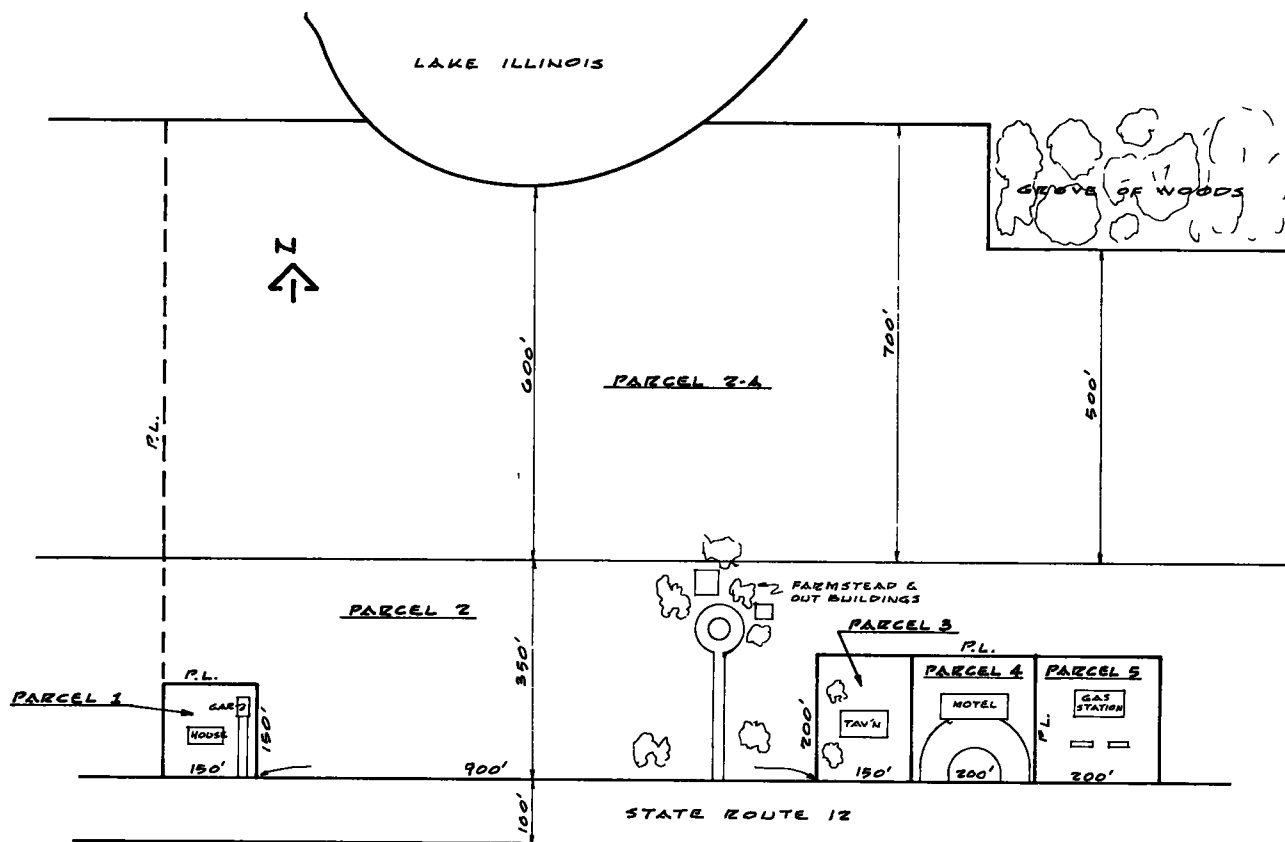 LAKE ILLINOIS
GROVE OF WOODS
N
600'
700'
500'
PARCEL 2-A
P.L.
FARMSTEAD &
OUT BUILDINGS
PARCEL 2
PARCEL 3
350'
P.L.
P.L.
PARCEL 1
PARCEL 4
PARCEL 5
GAR'G
HOUSE
150'
150'
900'
200'
TAV'N
150'
MOTEL
200'
P.L.
GAS
STATION
200'
100'
STATE ROUTE 12